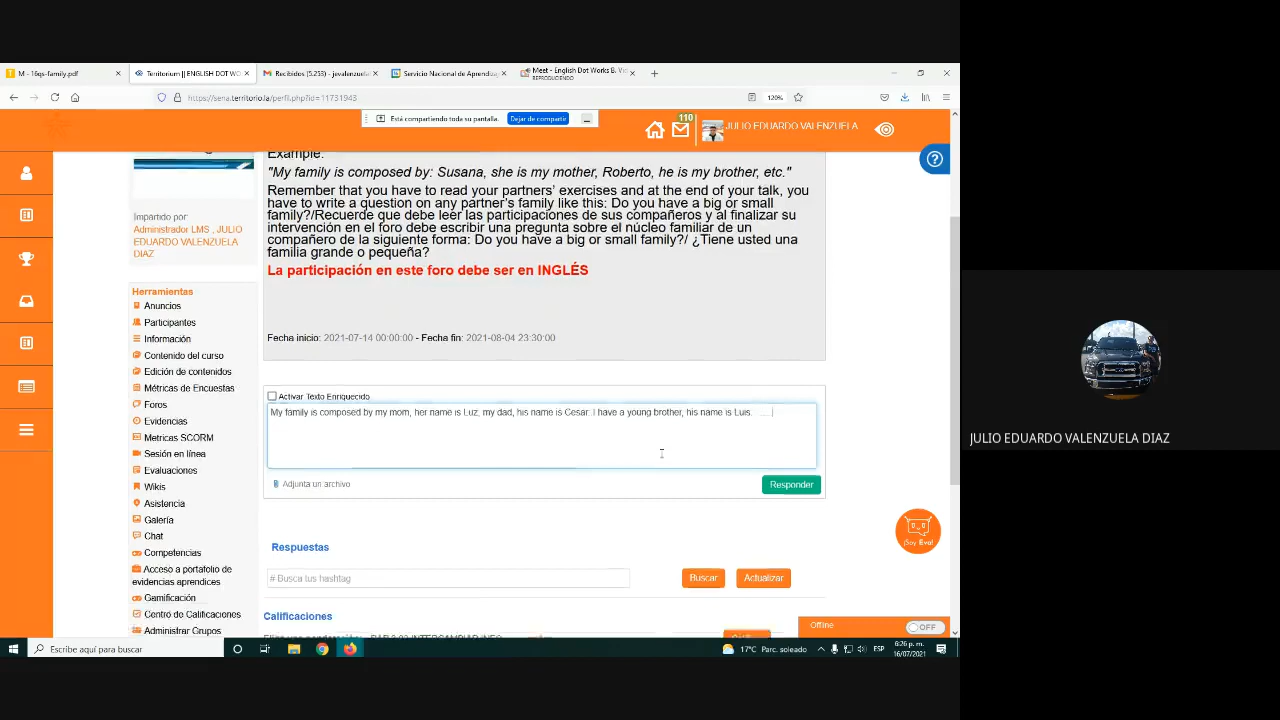 M - 16qs-family.pdf
Territorium || ENGLISH DOT WO
Recibidos (5.253) - jevalenzuela
Servicio Nacional de Aprendizaj
Meet - English Dot Works B. Vi
REPRODUCIENDO
https://sena.territorio.la/perfil.php?id=11731943
120%
Está compartiendo toda su pantalla.
Dejar de compartir
110
JULIO EDUARDO VALENZUELA
Example:
"My family is composed by: Susana, she is my mother, Roberto, he is my brother, etc."
Remember that you have to read your partners' exercises and at the end of your talk, you
have to write a question on any partner's family like this: Do you have a big or small
family?/Recuerde que debe leer las participaciones de sus compañeros y al finalizar su
intervención en el foro debe escribir una pregunta sobre el núcleo familiar de un
compañero de la siguiente forma: Do you have a big or small family?/ ¿Tiene usted una
familia grande o pequeña?
La participación en este foro debe ser en INGLÉS
Fecha inicio: 2021-07-14 00:00:00 - Fecha fin: 2021-08-04 23:30:00
Impartido por:
Administrador LMS , JULIO
EDUARDO VALENZUELA
DIAZ
Herramientas
Anuncios
Participantes
Información
Contenido del curso
Edición de contenidos
Métricas de Encuestas
Foros
Evidencias
Metricas SCORM
Sesión en línea
Evaluaciones
Wikis
Asistencia
Galería
Chat
Competencias
Acceso a portafolio de
evidencias aprendices
Gamificación
Centro de Calificaciones
Administrar Grupos
Activar Texto Enriquecido
My family is composed by my mom, her name is Luz, my dad, his name is Cesar. I have a young brother, his name is Luis.
Adjunta un archivo
Responder
Respuestas
# Busca tus hashtag
Buscar
Actualizar
Calificaciones
¡Soy Eva!
Offline
OFF
Escribe aquí para buscar
17°C Parc. soleado
ESP
6:26 p. m.
16/07/2021
JULIO EDUARDO VALENZUELA DIAZ